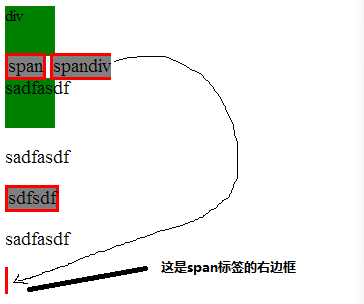 div
span spandiv
sadfasdf
sadfasdf
sdfsdf
sadfasdf
这是span标签的右边框